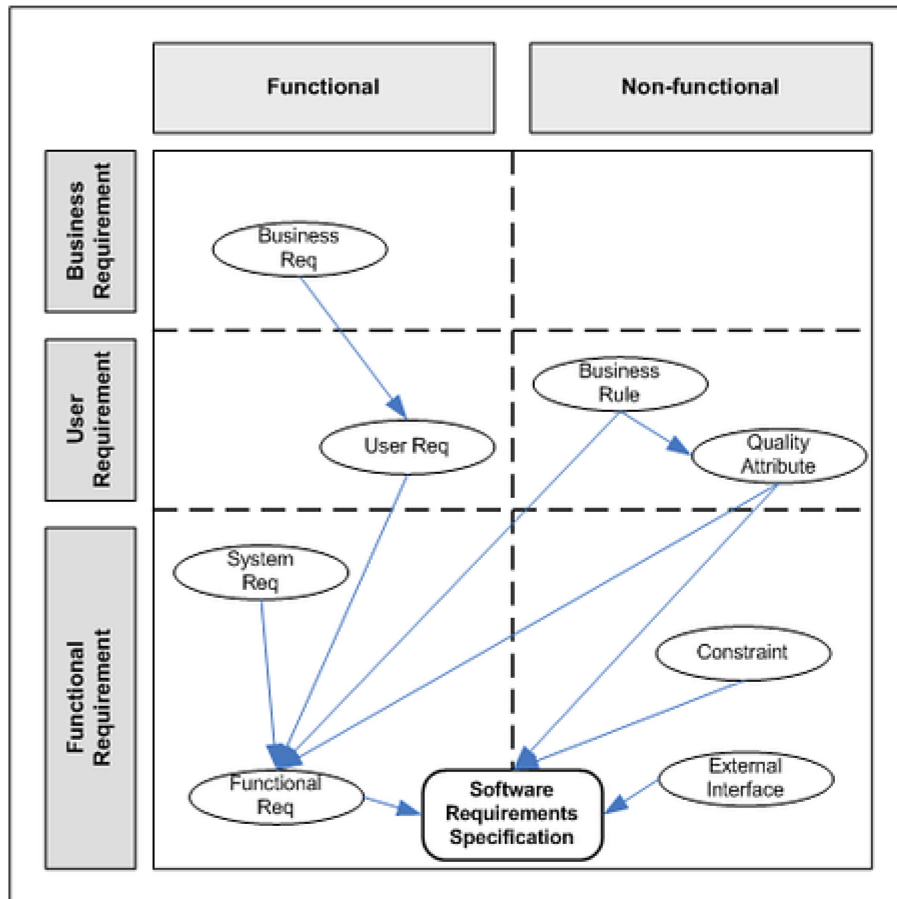 Functional
Non-functional
Business
Requirement
Business
Req
User
Requirement
Business
Rule
User Req
Quality
Attribute
Functional
Requirement
System
Req
Constraint
Functional
Req
Software
Requirements
Specification
External
Interface